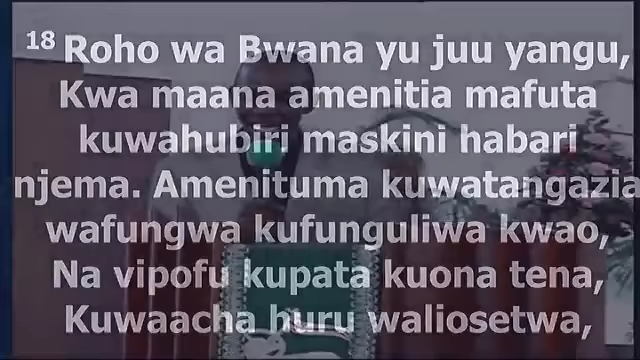 18 Roho wa Bwana yu juu yangu,
Kwa maana amenitia mafuta
kuwahubiri maskini habari
njema. Amenituma kuwatangazia
wafungwa kufunguliwa kwao,
Na vipofu kupata kuona tena,
Kuwaacha huru waliosetwa,